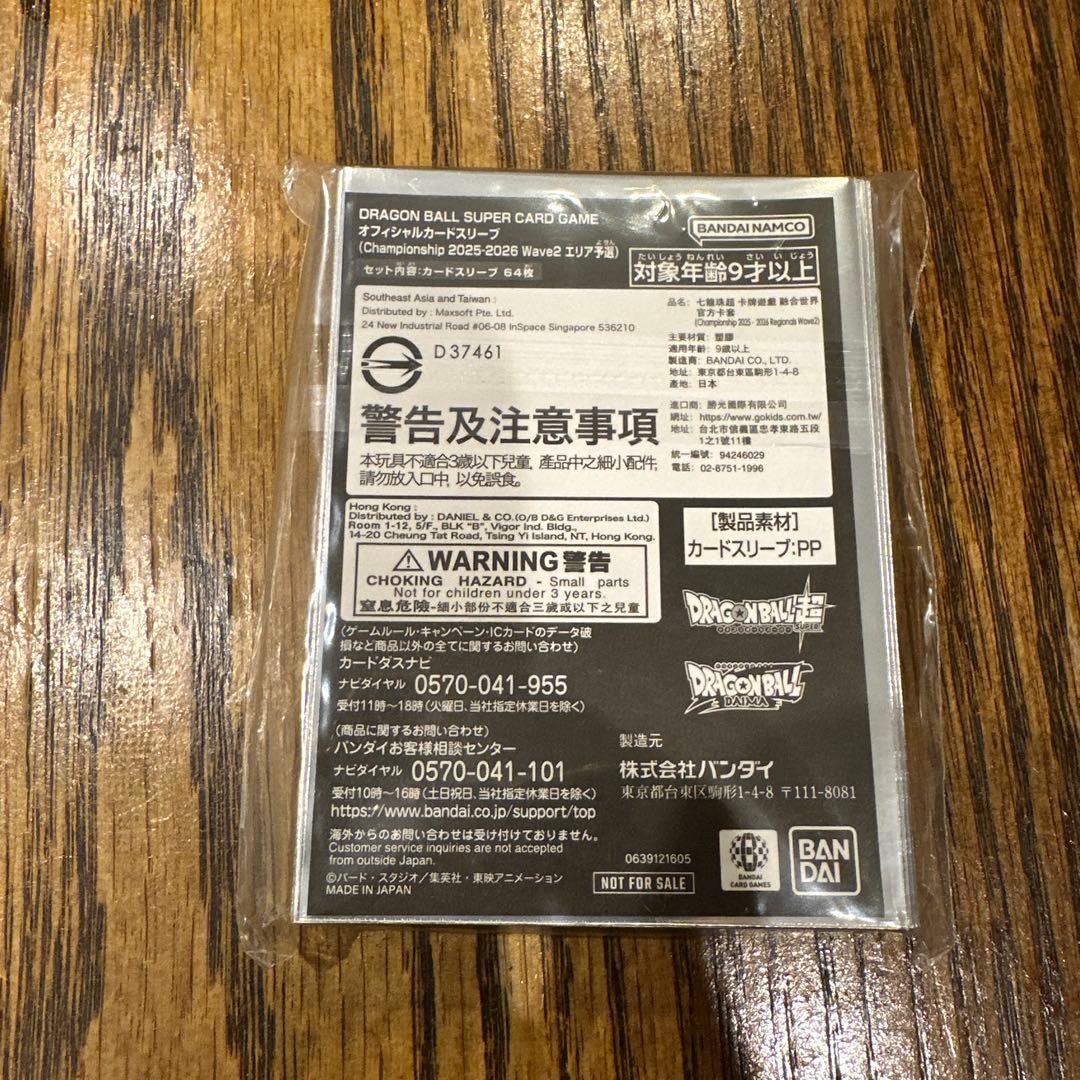 DRAGON BALL SUPER CARD GAME
オフィシャルカードスリーブ
(Championship 2025-2026 Wave2 エリア予選)
よせん
セット内容:カードスリーブ 64枚
BANDAI NAMCO
たいしょうねんれい さいいじょう
対象年齢9才以上
Southeast Asia and Taiwan :
Distributed by : Maxsoft Pte. Ltd.
24 New Industrial Road #06-08 InSpace Singapore 536210
D37461
警告及注意事項
本玩具不適合3歲以下兒童, 產品中之細小配件,
請勿放入口中, 以免誤食。
品名: 七龍珠超 卡牌遊戲 融合世界
官方卡套
(Championship 2025 - 2026 Regionals Wave2)
主要材質: 塑膠
適用年齡: 9歲以上
製造商: BANDAI CO., LTD.
地址: 東京都台東區駒形1-4-8
產地: 日本
進口商: 勝光國際有限公司
網址: https://www.gokids.com.tw/
地址: 台北市信義區忠孝東路五段
1之1號11樓
統一編號: 94246029
電話: 02-8751-1996
Hong Kong :
Distributed by : DANIEL & CO.(O/B D&G Enterprises Ltd.)
Room 1-12, 5/F., BLK "B", Vigor Ind. Bldg.,
14-20 Cheung Tat Road, Tsing Yi Island, NT, Hong Kong.
WARNING 警告
CHOKING HAZARD - Small parts
Not for children under 3 years.
窒息危險-細小部份不適合三歲或以下之兒童
[製品素材]
カードスリーブ:PP
DRAGONBALL超
SUPER
DRAGONBALL
DAIMA
(ゲームルール・キャンペーン・ICカードのデータ破
損など商品以外の全てに関するお問い合わせ)
カードダスナビ
ナビダイヤル 0570-041-955
受付11時~18時(火曜日、当社指定休業日を除く)
(商品に関するお問い合わせ)
バンダイお客様相談センター
ナビダイヤル 0570-041-101
受付10時~16時(土日祝日、当社指定休業日を除く)
https://www.bandai.co.jp/support/top
海外からのお問い合わせは受け付けておりません。
Customer service inquiries are not accepted
from outside Japan.
©バード・スタジオ/集英社・東映アニメーション
MADE IN JAPAN
製造元
株式会社バンダイ
東京都台東区駒形1-4-8 〒111-8081
0639121605
NOT FOR SALE
BANDAI
CARD GAMES
BAN
DAI